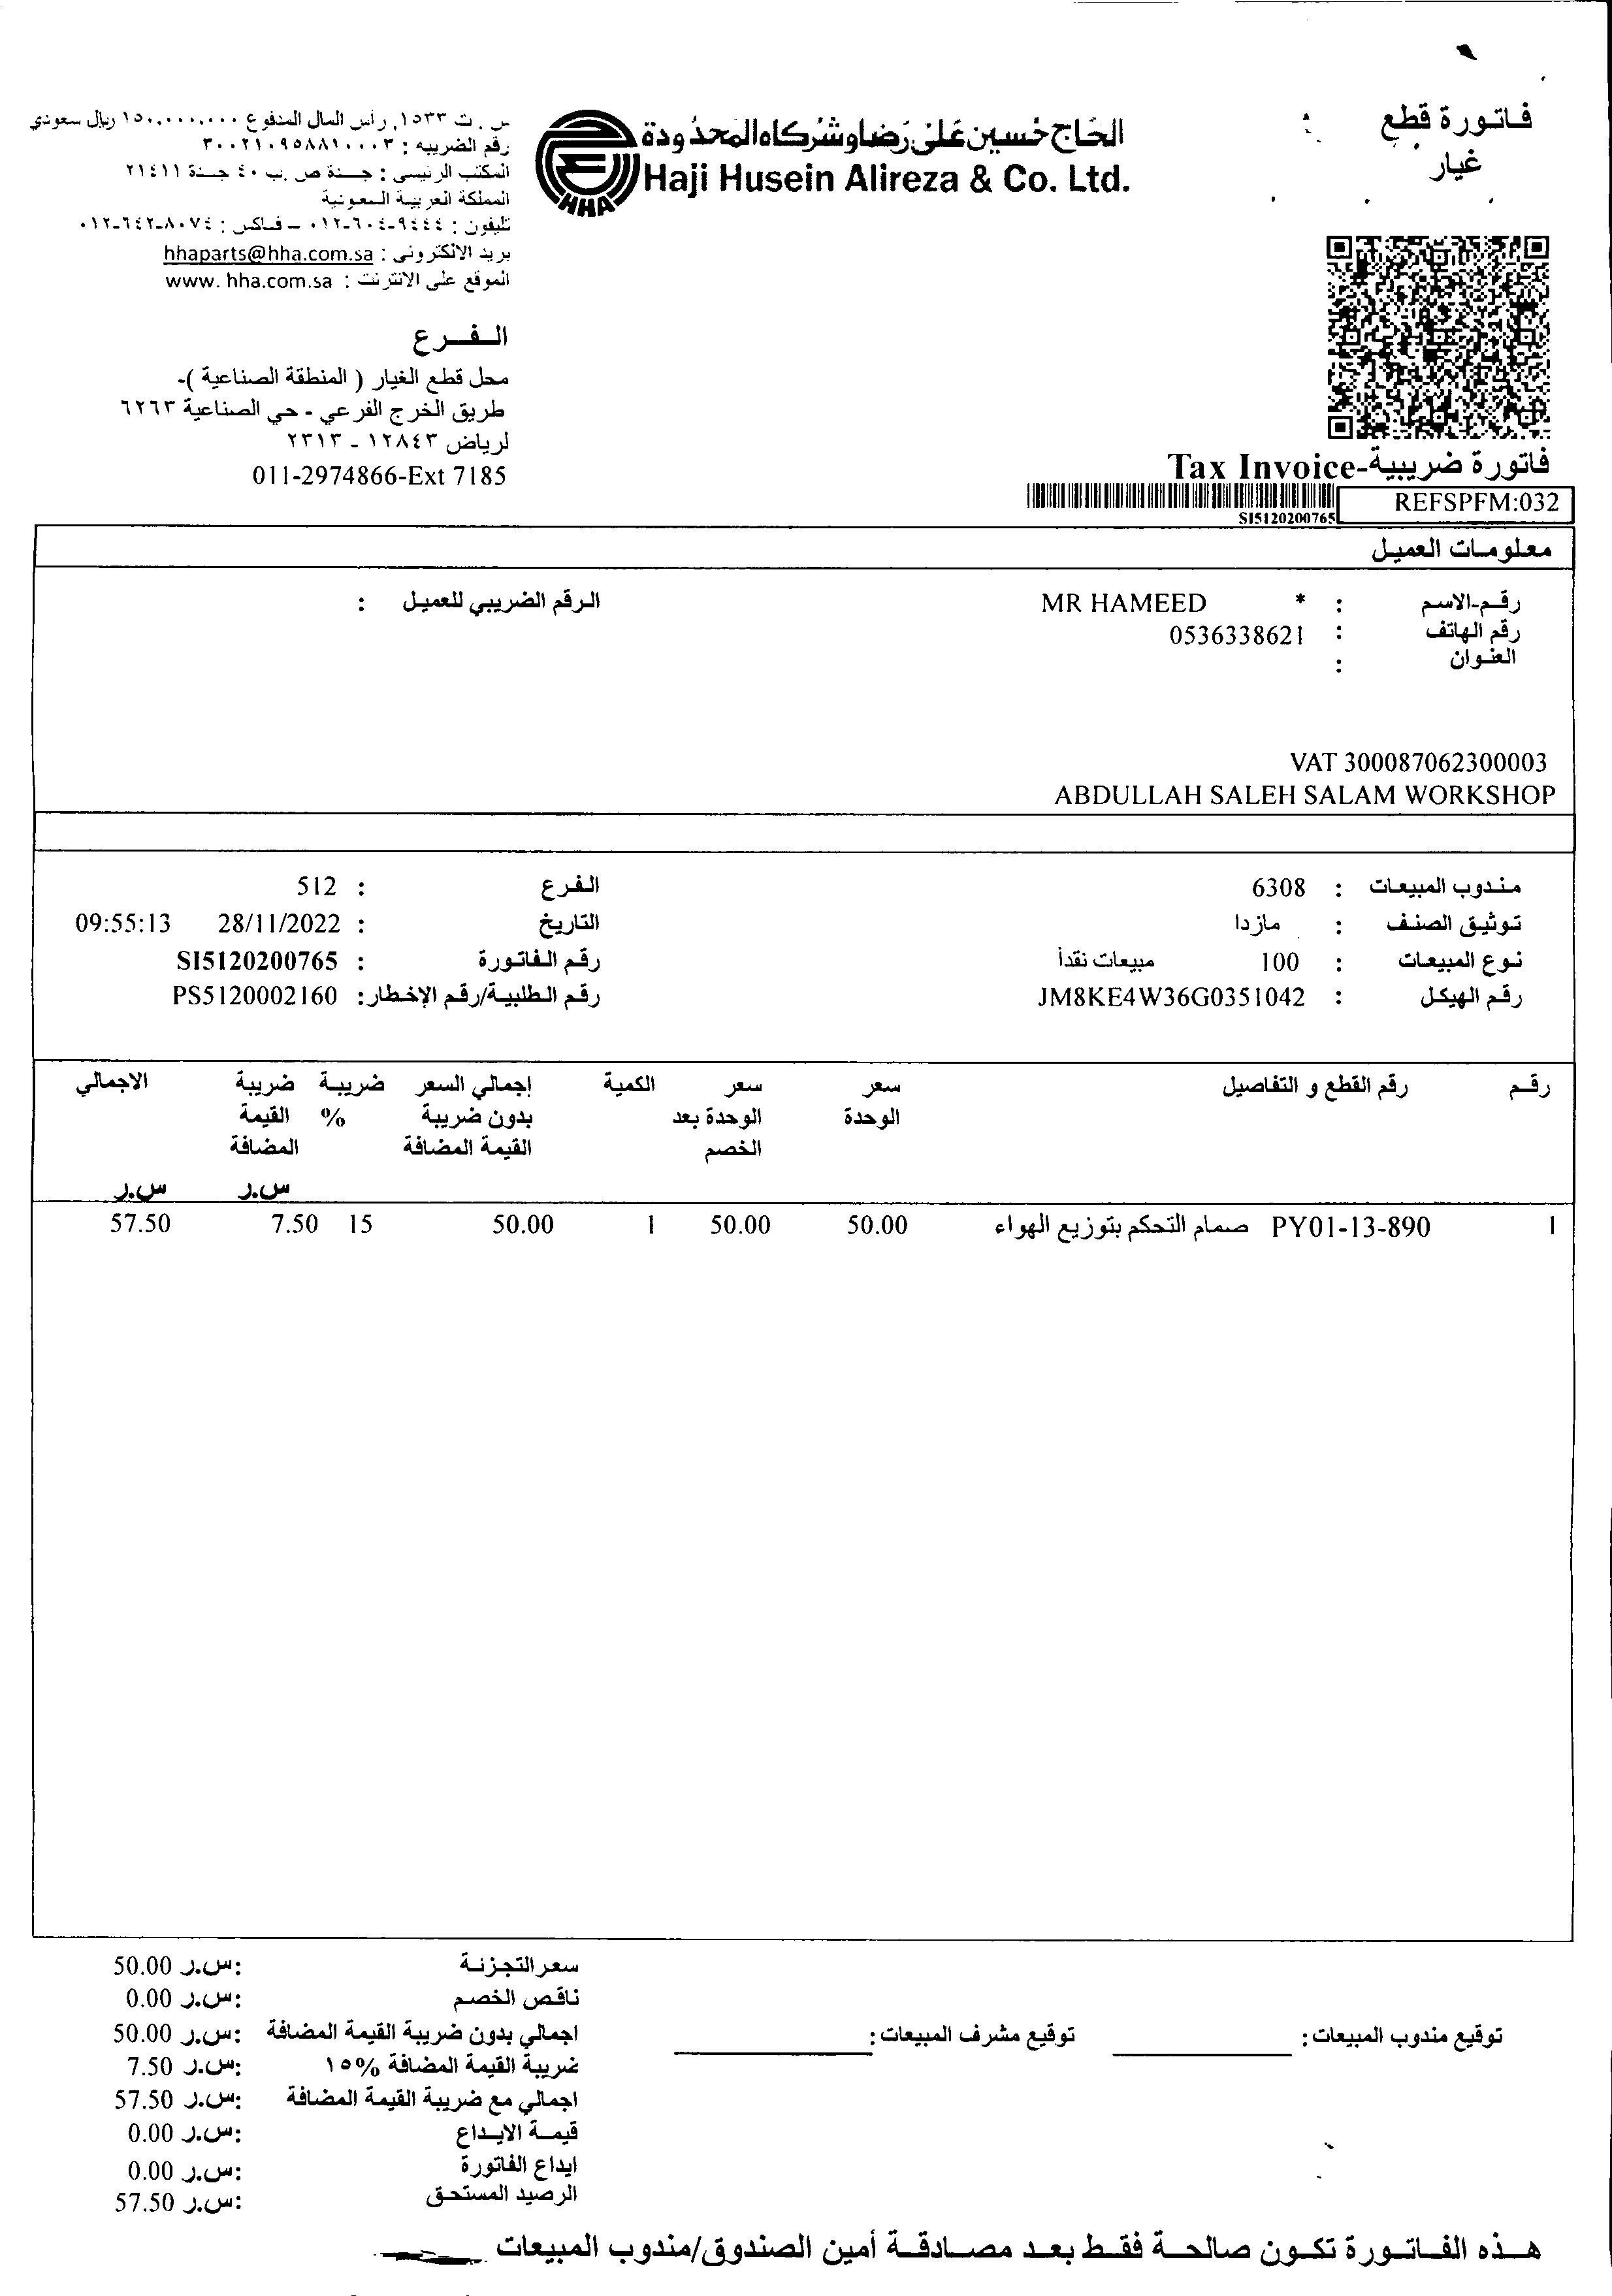 فاتورة قطع
غيار
الحاج حسين علي رضا وشركاه المحدودة
Haji Husein Alireza & Co. Ltd.
HHA
س . ت ١٥٣٣, رأس المال المدفوع ١٥٠,٠٠٠,٠٠٠ ريال سعودي
رقم الضريبه : ٣٠٠٢١٠٩٥٨٨١٠٠٠٣
المكتب الرئيسى : جدة ص .ب ٤٠ جدة ٢١٤١١
المملكة العربية السعودية
تليفون : ٩٤٤٤-٦٠٤-٠١٢ – فاكس : ٨٠٧٤-٦٤٢-٠١٢
بريد الالكترونى : hhaparts@hha.com.sa
الموقع على الانترنت : www. hha.com.sa
الفرع
محل قطع الغيار ( المنطقة الصناعية )-
طريق الخرج الفرعي - حي الصناعية ٦٢٦٣
لرياض ١٢٨٤٣ - ٢٣١٣
011-2974866-Ext 7185
فاتورة ضريبية-Tax Invoice
REFSPFM:032
SI5120200765
معلومات العميل
رقم-الاسم : * MR HAMEED الرقم الضريبي للعميل :
رقم الهاتف : 0536338621
العنوان :
VAT 300087062300003
ABDULLAH SALEH SALAM WORKSHOP
مندوب المبيعات : 6308 الفرع : 512
توثيق الصنف : مازدا التاريخ : 28/11/2022 09:55:13
نوع المبيعات : 100 مبيعات نقدأ رقم الفاتورة : SI5120200765
رقم الهيكل : JM8KE4W36G0351042 رقم الطلبية/رقم الإخطار: PS5120002160
رقم رقم القطع و التفاصيل سعر سعر الكمية إجمالي السعر ضريبة ضريبة الاجمالي
الوحدة الوحدة بعد بدون ضريبة % القيمة
الخصم القيمة المضافة المضافة
س.ر س.ر
1 PY01-13-890 صمام التحكم بتوزيع الهواء 50.00 50.00 1 50.00 15 7.50 57.50
سعر التجزئة :س.ر 50.00
ناقص الخصم :س.ر 0.00
اجمالي بدون ضريبة القيمة المضافة :س.ر 50.00
ضريبة القيمة المضافة %١٥ :س.ر 7.50
اجمالي مع ضريبة القيمة المضافة :س.ر 57.50
قيمة الايداع :س.ر 0.00
ايداع الفاتورة :س.ر 0.00
الرصيد المستحق :س.ر 57.50
توقيع مندوب المبيعات: توقيع مشرف المبيعات:
هذه الفاتورة تكون صالحة فقط بعد مصادقة أمين الصندوق/مندوب المبيعات